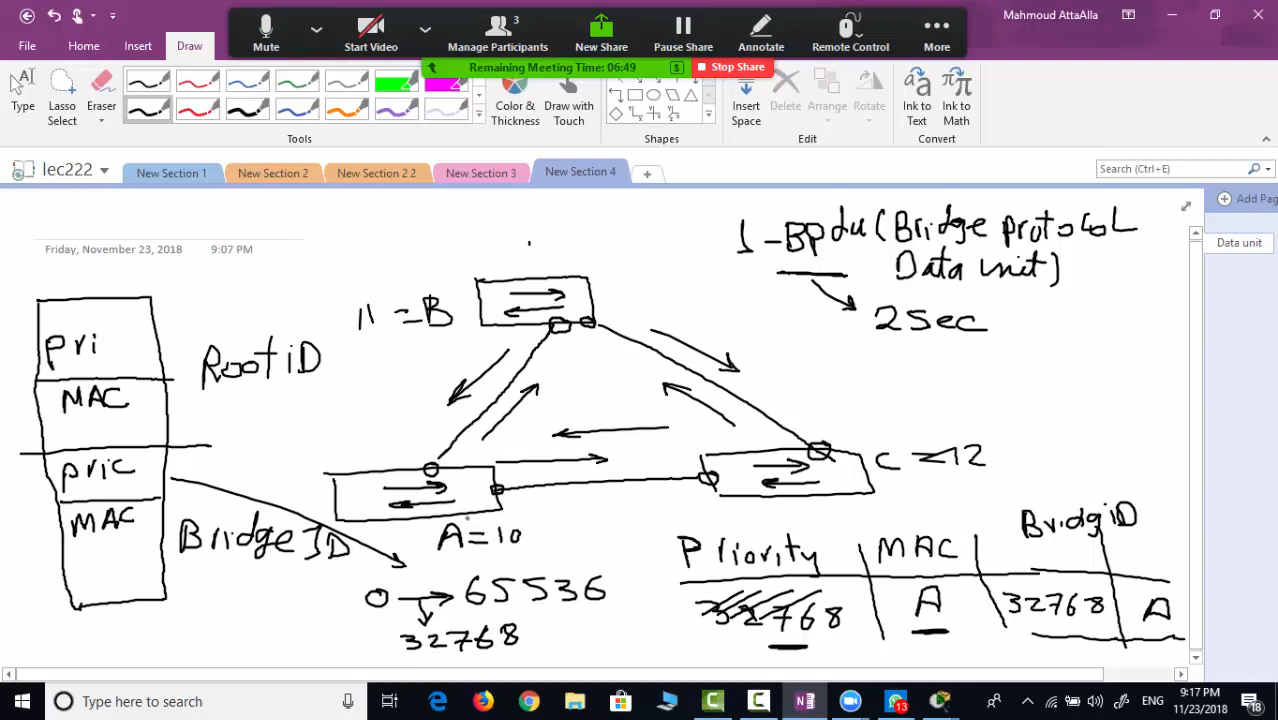 Mahmoud AttaAlla
Mute
Start Video
3
Manage Participants
New Share
Pause Share
Annotate
Remote Control
More
File
Home
Insert
Draw
Remaining Meeting Time: 06:49
Stop Share
Type
Lasso Select
Eraser
Color & Thickness
Draw with Touch
Insert Space
Delete
Arrange
Rotate
Ink to Text
Ink to Math
Tools
Shapes
Edit
Convert
lec222
New Section 1
New Section 2
New Section 2 2
New Section 3
New Section 4
Search (Ctrl+E)
Add Pag
Data unit
Friday, November 23, 2018
9:07 PM
1 - BPdu (Bridge protocoL
Data unit)
2 sec
11 = B
pri
Root iD
MAC
priC
MAC
Bridge ID
A = 10
C = 12
0 → 65536
32768
Priority
MAC
BridgiD
32768
A
32768
A
Type here to search
ENG
9:17 PM
11/23/2018
13
18